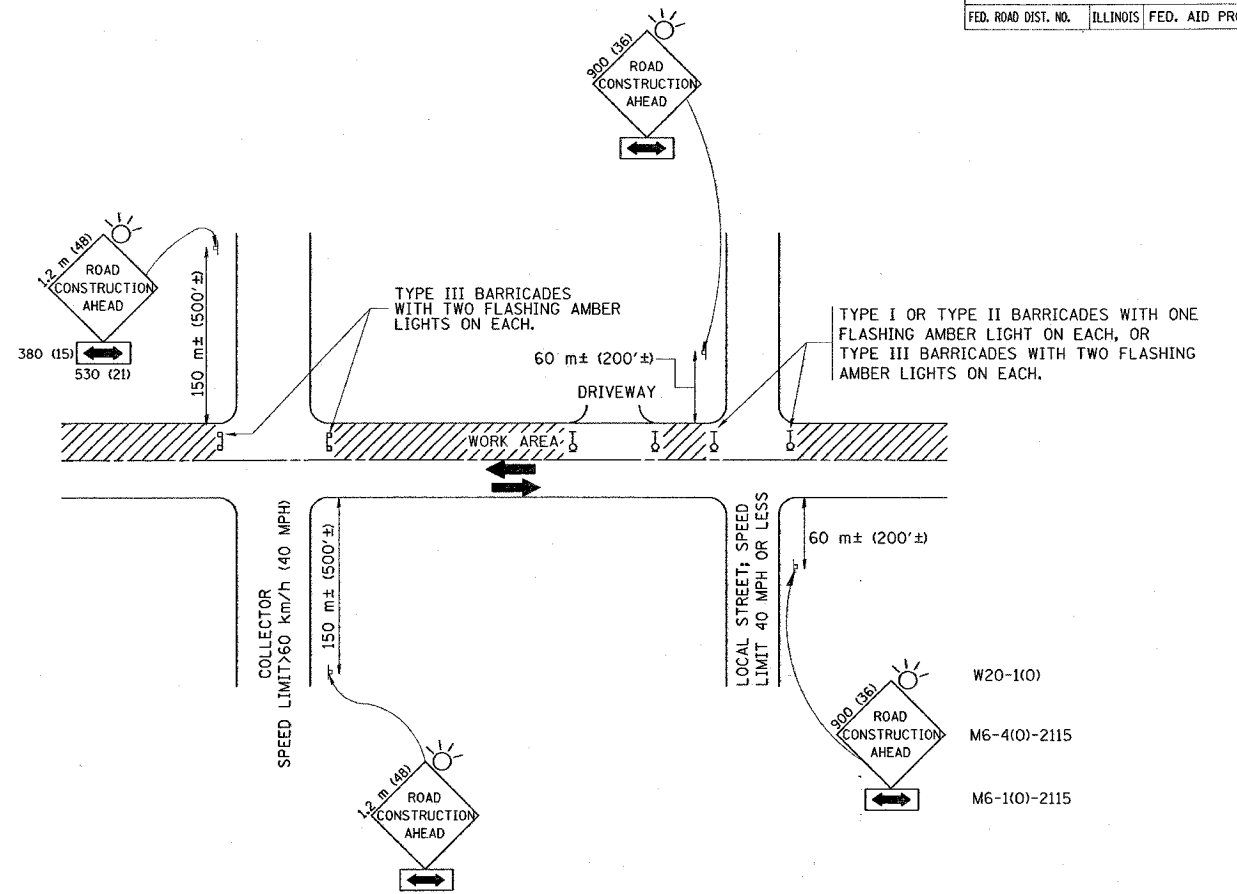 FED. ROAD DIST. NO. ILLINOIS FED. AID PRO
900 (36)
ROAD
CONSTRUCTION
AHEAD
1.2 m (48)
ROAD
CONSTRUCTION
AHEAD
380 (15)
530 (21)
150 m± (500'±)
TYPE III BARRICADES
WITH TWO FLASHING AMBER
LIGHTS ON EACH.
60 m± (200'±)
DRIVEWAY
TYPE I OR TYPE II BARRICADES WITH ONE
FLASHING AMBER LIGHT ON EACH, OR
TYPE III BARRICADES WITH TWO FLASHING
AMBER LIGHTS ON EACH.
WORK AREA
COLLECTOR
SPEED LIMIT>60 km/h (40 MPH)
150 m± (500'±)
LOCAL STREET; SPEED
LIMIT 40 MPH OR LESS
60 m± (200'±)
900 (36)
ROAD
CONSTRUCTION
AHEAD
W20-1(0)
M6-4(0)-2115
M6-1(0)-2115
1.2 m (48)
ROAD
CONSTRUCTION
AHEAD